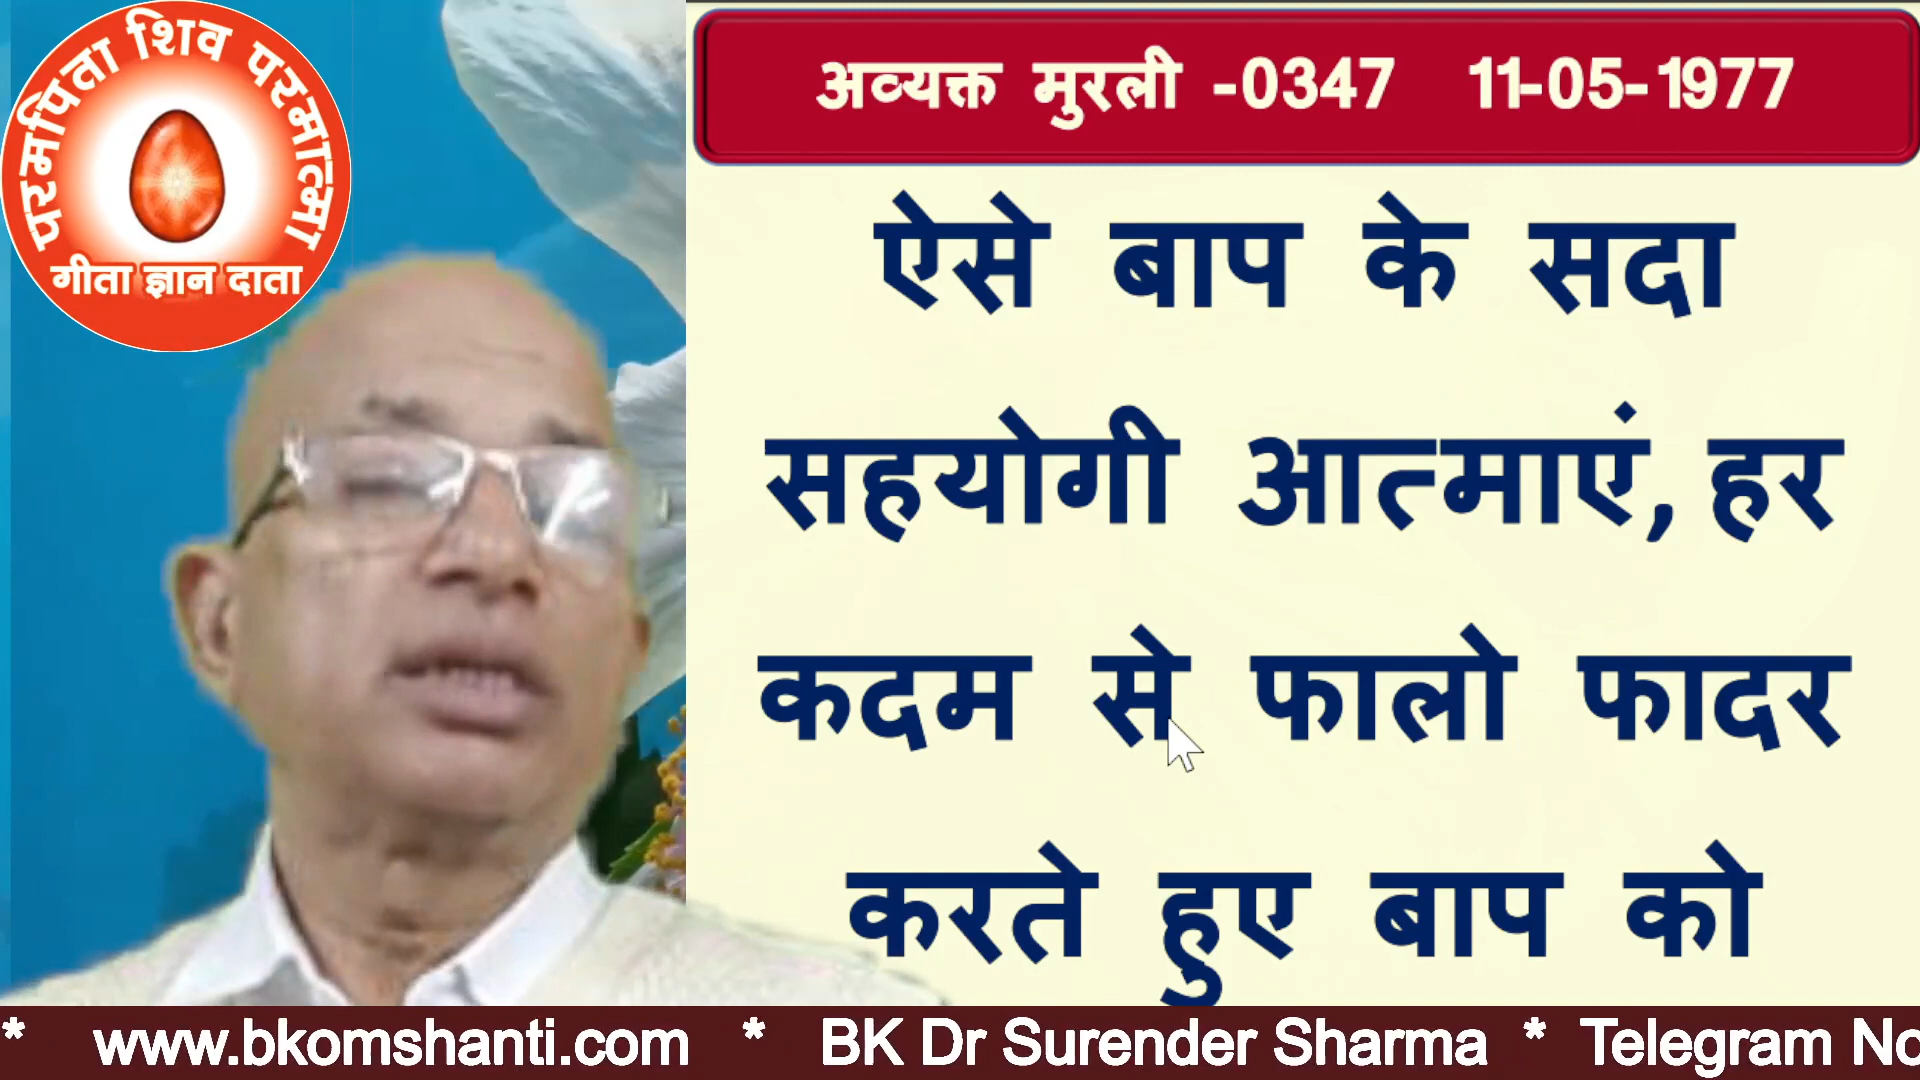 परमपिता शिव परमात्मा
गीता ज्ञान दाता
अव्यक्त मुरली -0347 11-05-1977
ऐसे बाप के सदा
सहयोगी आत्माएं, हर
कदम से फालो फादर
करते हुए बाप को
* www.bkomshanti.com * BK Dr Surender Sharma * Telegram No